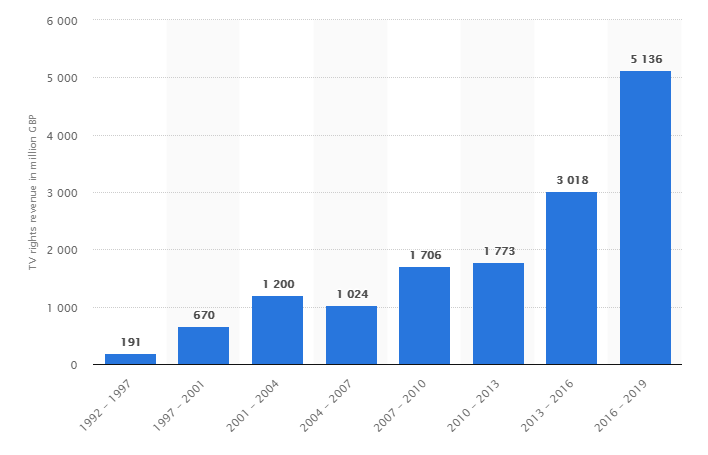 TV rights revenue in million GBP
6 000
5 000
4 000
3 000
2 000
1 000
0
191
670
1 200
1 024
1 706
1 773
3 018
5 136
1992 – 1997
1997 – 2001
2001 – 2004
2004 – 2007
2007 – 2010
2010 – 2013
2013 – 2016
2016 – 2019